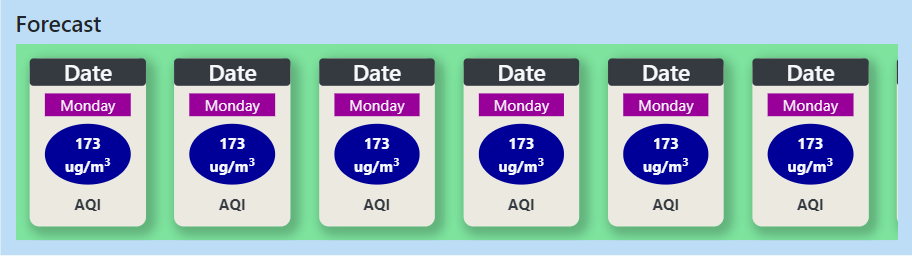 Forecast
Date Date Date Date Date Date
Monday Monday Monday Monday Monday Monday
173 173 173 173 173 173
ug/m³ ug/m³ ug/m³ ug/m³ ug/m³ ug/m³
AQI AQI AQI AQI AQI AQI